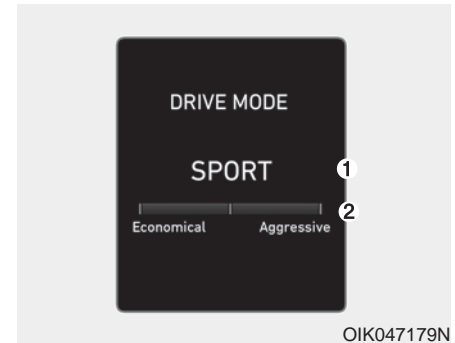 DRIVE MODE
SPORT
1
2
Economical Aggressive
OIK047179N